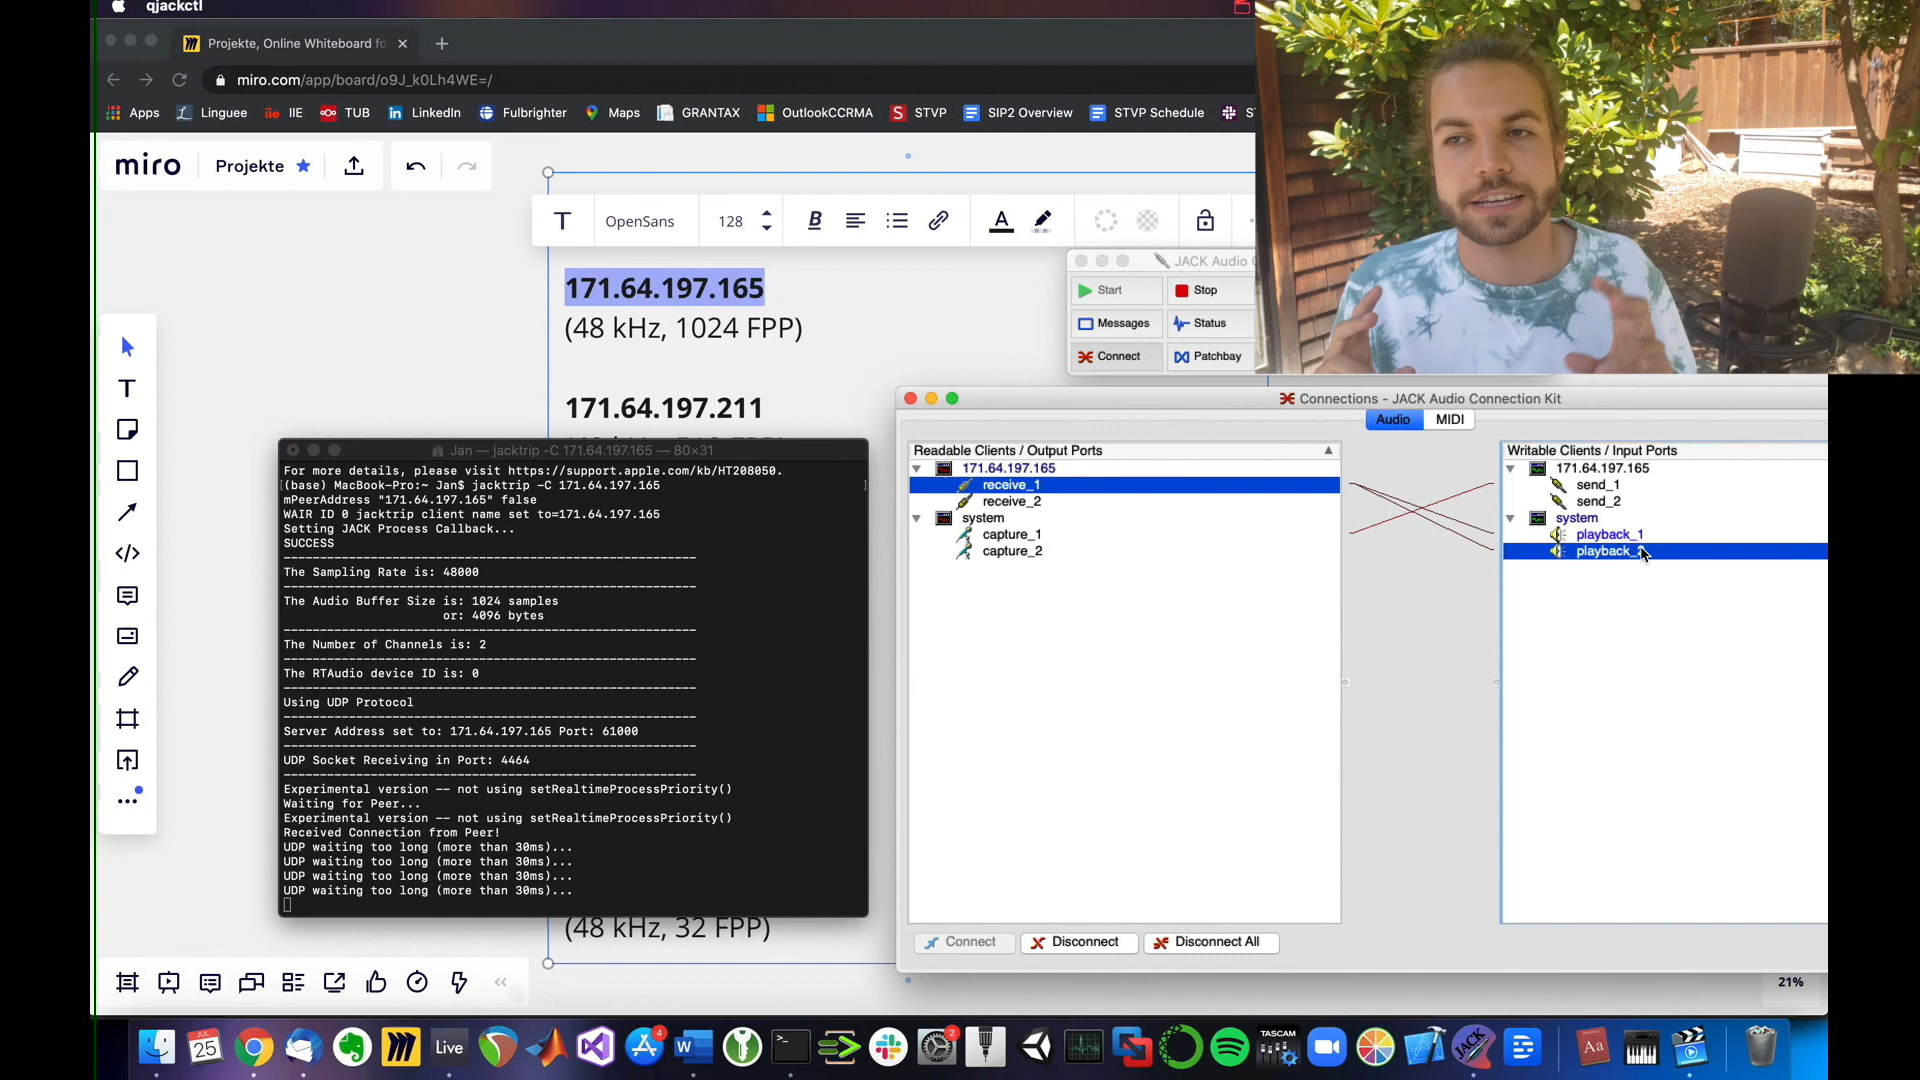 qjackctl
Projekte, Online Whiteboard fo
miro.com/app/board/o9J_k0Lh4WE=/
Apps
Linguee
iie
IIE
TUB
LinkedIn
Fulbrighter
Maps
GRANTAX
OutlookCCRMA
S
STVP
SIP2 Overview
STVP Schedule
miro
Projekte
T
OpenSans
128
B
A
171.64.197.165
(48 kHz, 1024 FPP)
171.64.197.211
(48 kHz, 32 FPP)
JACK Audio
Start
Stop
Messages
Status
Connect
Patchbay
Jan — jacktrip -C 171.64.197.165 — 80×31
For more details, please visit https://support.apple.com/kb/HT208050.
(base) MacBook-Pro:~ Jan$ jacktrip -C 171.64.197.165
mPeerAddress "171.64.197.165" false
WAIR ID 0 jacktrip client name set to=171.64.197.165
Setting JACK Process Callback...
SUCCESS
The Sampling Rate is: 48000
The Audio Buffer Size is: 1024 samples
or: 4096 bytes
The Number of Channels is: 2
The RTAudio device ID is: 0
Using UDP Protocol
Server Address set to: 171.64.197.165 Port: 61000
UDP Socket Receiving in Port: 4464
Experimental version -- not using setRealtimeProcessPriority()
Waiting for Peer...
Experimental version -- not using setRealtimeProcessPriority()
Received Connection from Peer!
UDP waiting too long (more than 30ms)...
UDP waiting too long (more than 30ms)...
UDP waiting too long (more than 30ms)...
UDP waiting too long (more than 30ms)...
Connections - JACK Audio Connection Kit
Audio
MIDI
Readable Clients / Output Ports
171.64.197.165
receive_1
receive_2
system
capture_1
capture_2
Writable Clients / Input Ports
171.64.197.165
send_1
send_2
system
playback_1
Connect
Disconnect
Disconnect All
T
21%
JUL
25
Live
4
W
2
TASCAM
JACK
Aa